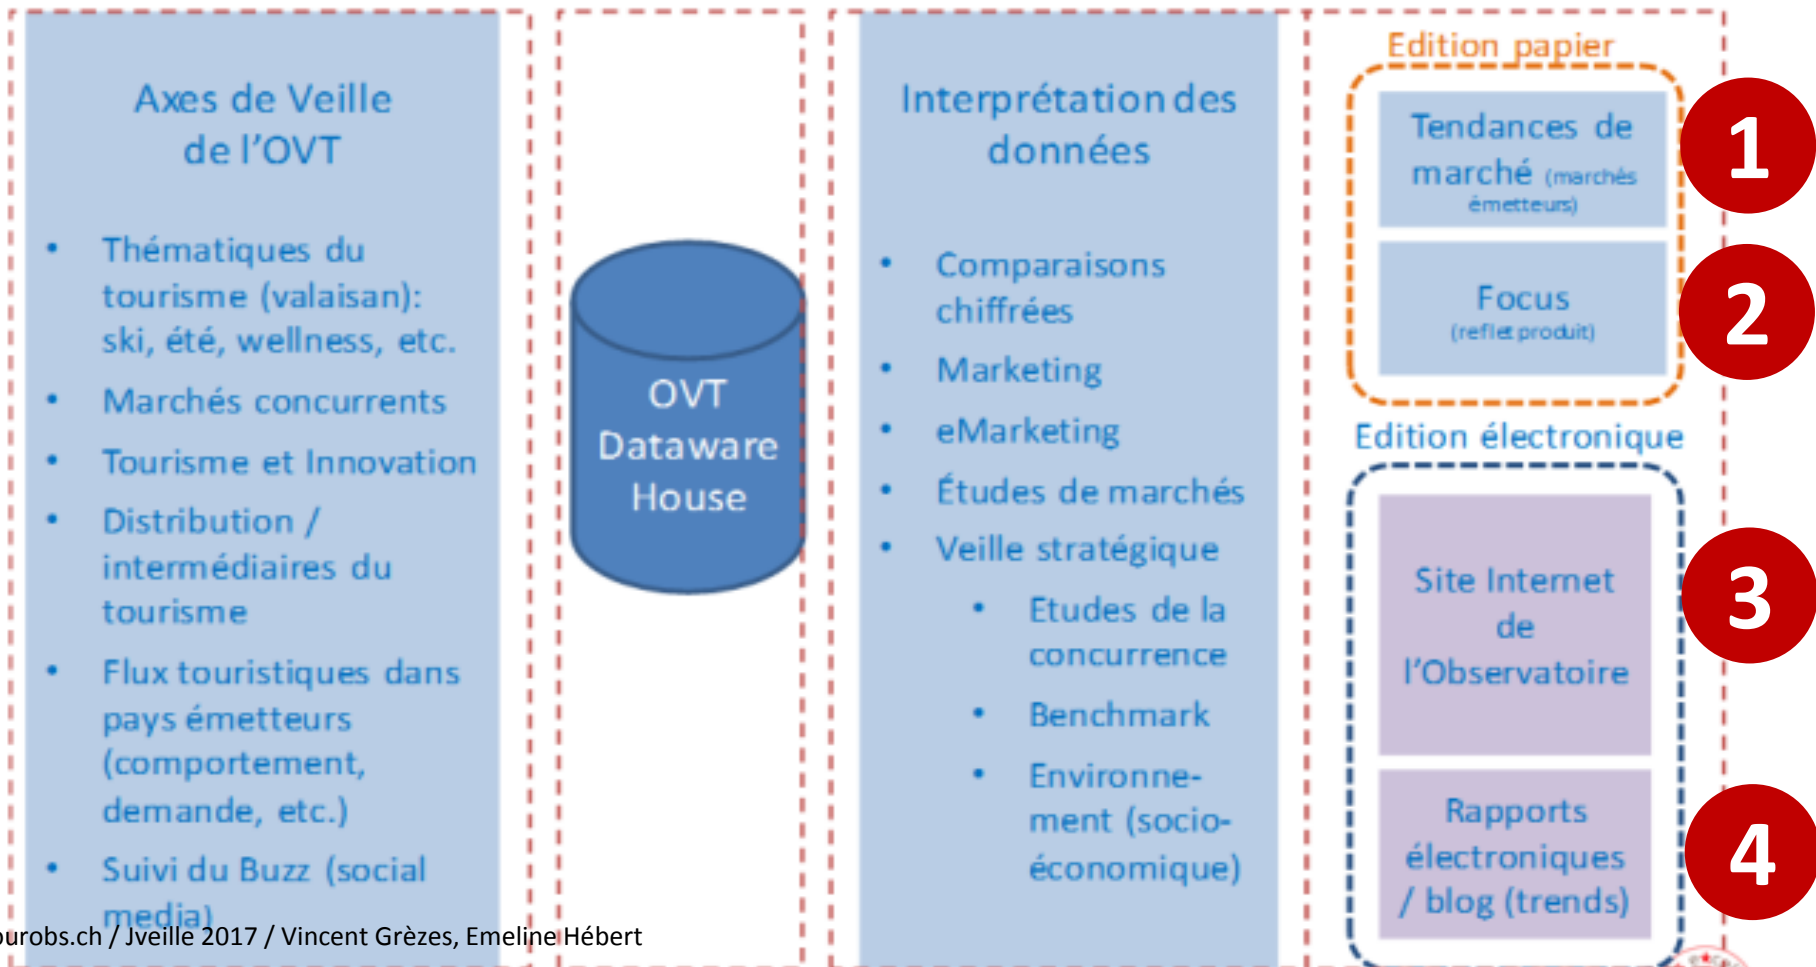 Axes de Veille
de l'OVT
• Thématiques du
tourisme (valaisan):
ski, été, wellness, etc.
• Marchés concurrents
• Tourisme et Innovation
• Distribution /
intermédiaires du
tourisme
• Flux touristiques dans
pays émetteurs
(comportement,
demande, etc.)
• Suivi du Buzz (social
media)
OVT
Dataware
House
Interprétation des
données
• Comparaisons
chiffrées
• Marketing
• eMarketing
• Études de marchés
• Veille stratégique
• Etudes de la
concurrence
• Benchmark
• Environne-
ment (socio-
économique)
Edition papier
Tendances de
marché (marchés
émetteurs)
1
Focus
(reflet produit)
2
Edition électronique
Site Internet
de
l'Observatoire
3
Rapports
électroniques
/ blog (trends)
4
ourobs.ch / Jveille 2017 / Vincent Grèzes, Emeline Hébert